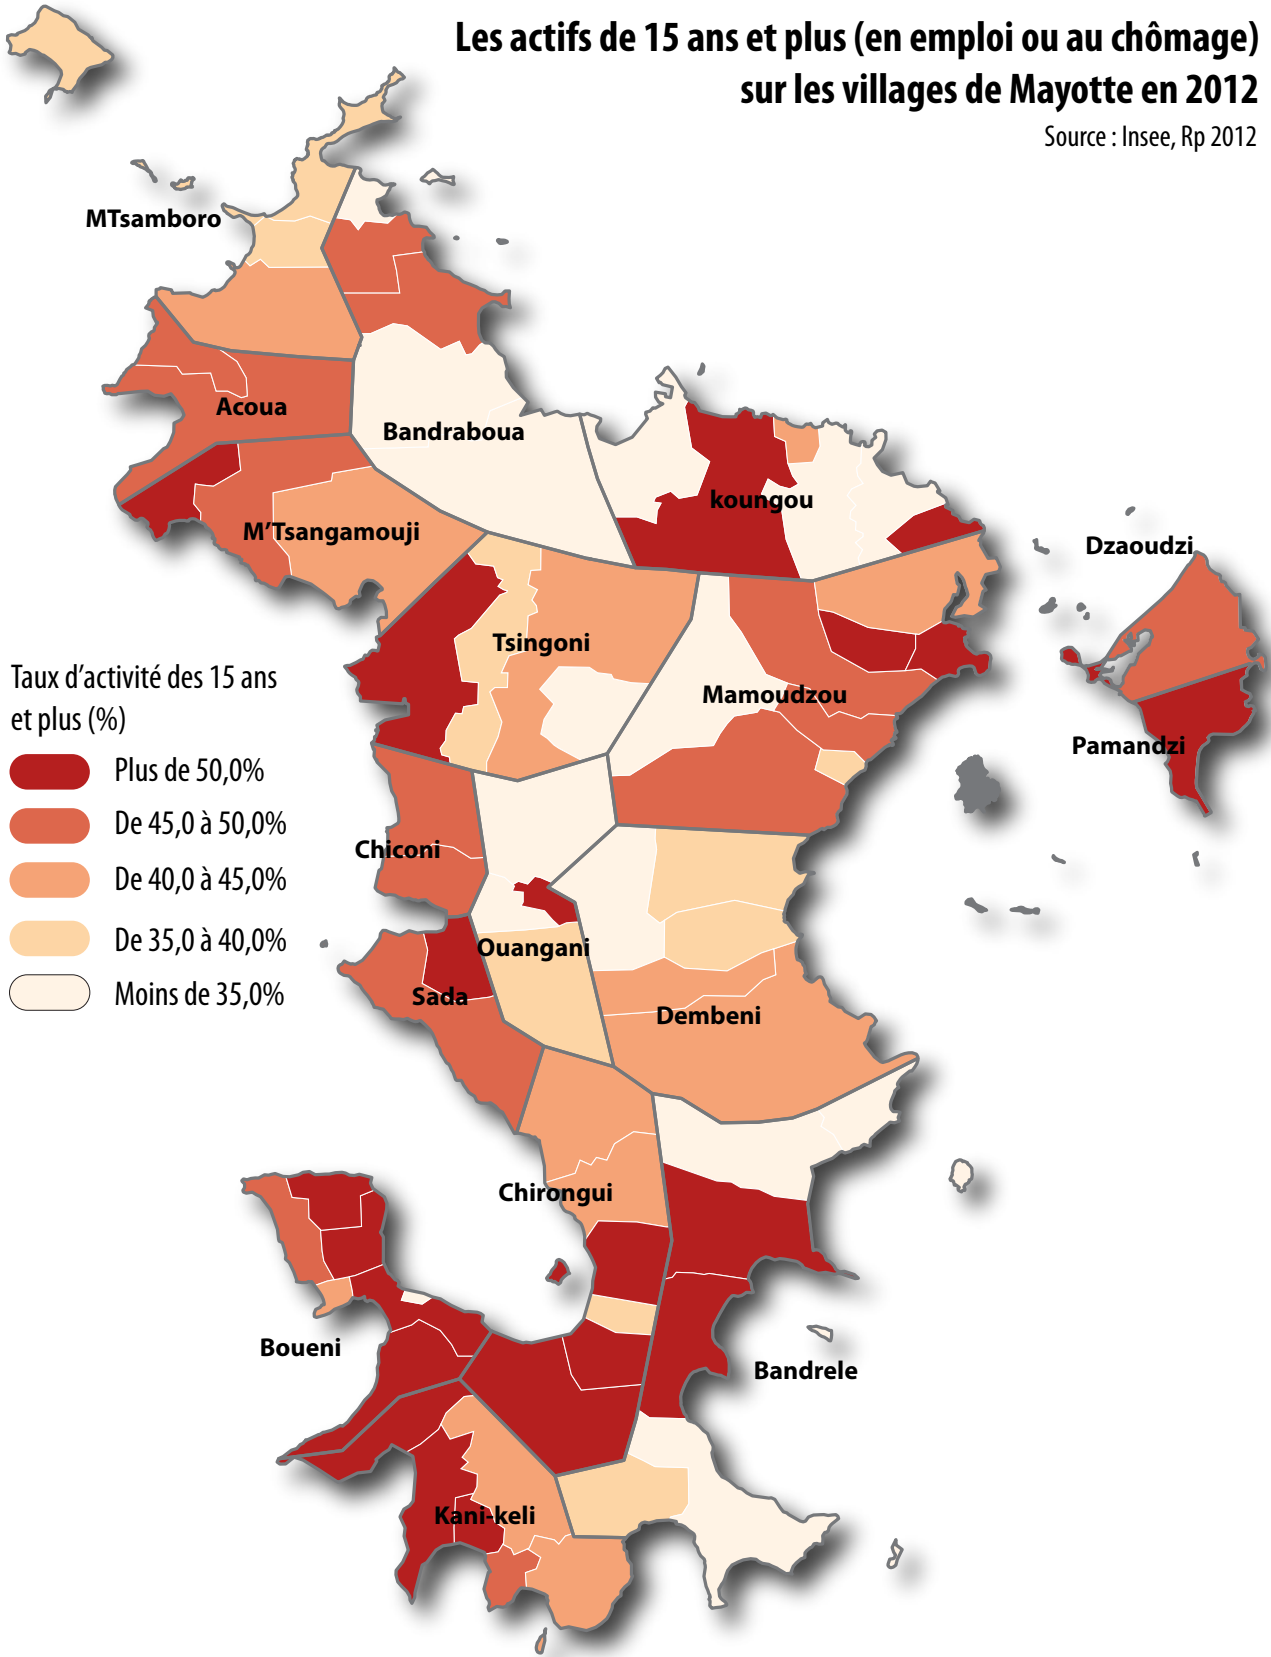 Les actifs de 15 ans et plus (en emploi ou au chômage)
sur les villages de Mayotte en 2012
Source : Insee, Rp 2012
MTsamboro
Acoua
Bandraboua
koungou
M'Tsangamouji
Dzaoudzi
Tsingoni
Mamoudzou
Pamandzi
Taux d'activité des 15 ans
et plus (%)
Plus de 50,0%
De 45,0 à 50,0%
De 40,0 à 45,0%
De 35,0 à 40,0%
Moins de 35,0%
Chiconi
Ouangani
Sada
Dembeni
Chirongui
Boueni
Bandrele
Kani-keli